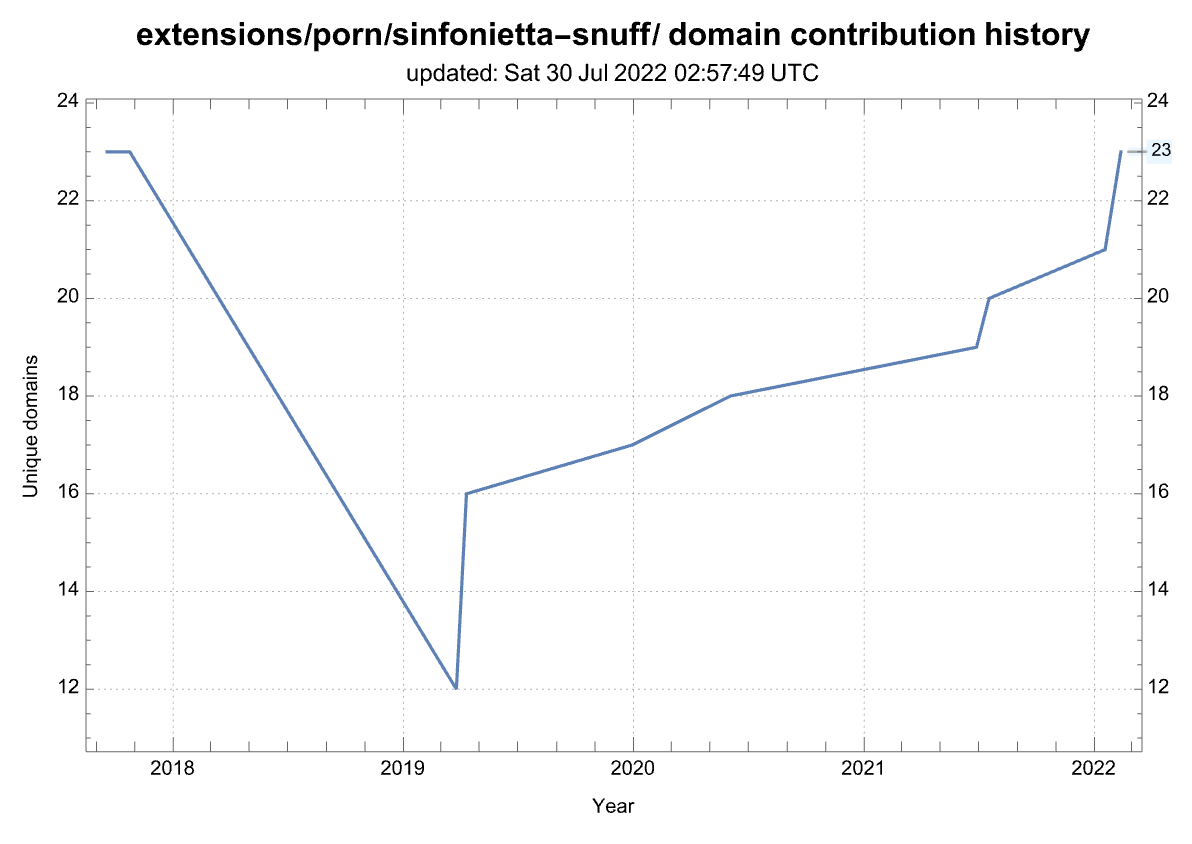 extensions/porn/sinfonietta–snuff/ domain contribution history
updated: Sat 30 Jul 2022 02:57:49 UTC
24 24
23
22 22
20 20
Unique domains
18 18
16 16
14 14
12 12
2018 2019 2020 2021 2022
Year